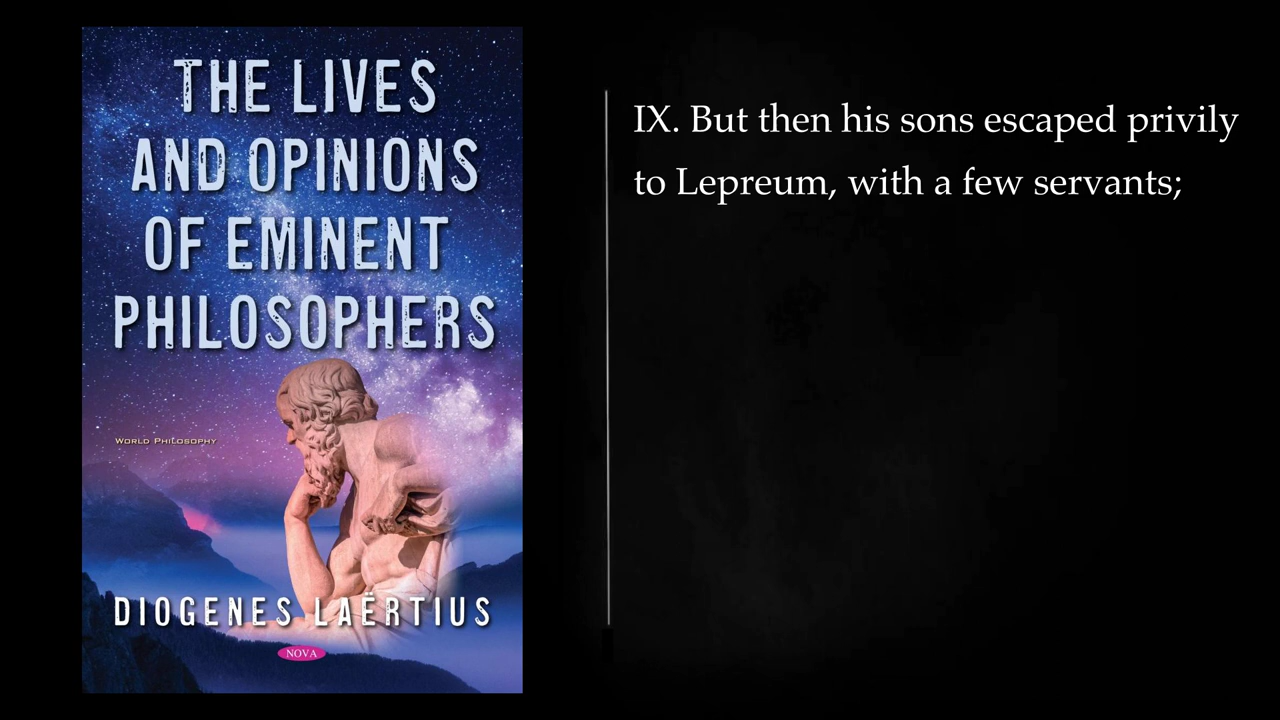 THE LIVES
AND OPINIONS
OF EMINENT
PHILOSOPHERS
WORLD PHILOSOPHY
DIOGENES LAËRTIUS
NOVA
IX. But then his sons escaped privily
to Lepreum, with a few servants;